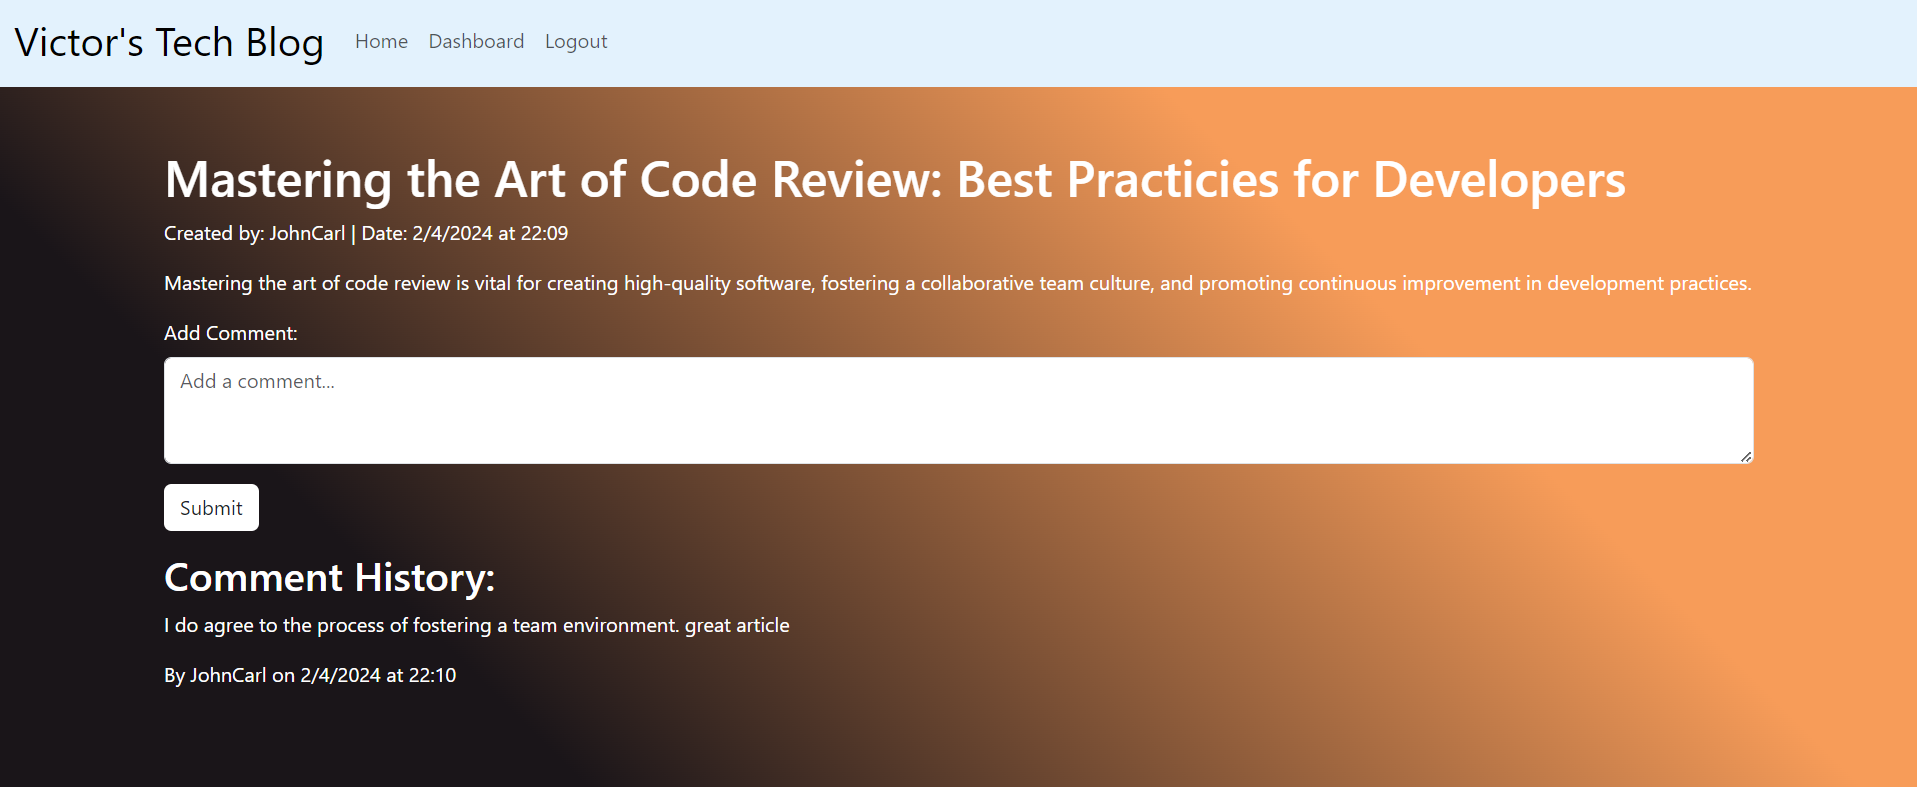 Victor's Tech Blog Home Dashboard Logout
Mastering the Art of Code Review: Best Practicies for Developers
Created by: JohnCarl | Date: 2/4/2024 at 22:09
Mastering the art of code review is vital for creating high-quality software, fostering a collaborative team culture, and promoting continuous improvement in development practices.
Add Comment:
Add a comment...
Submit
Comment History:
I do agree to the process of fostering a team environment. great article
By JohnCarl on 2/4/2024 at 22:10